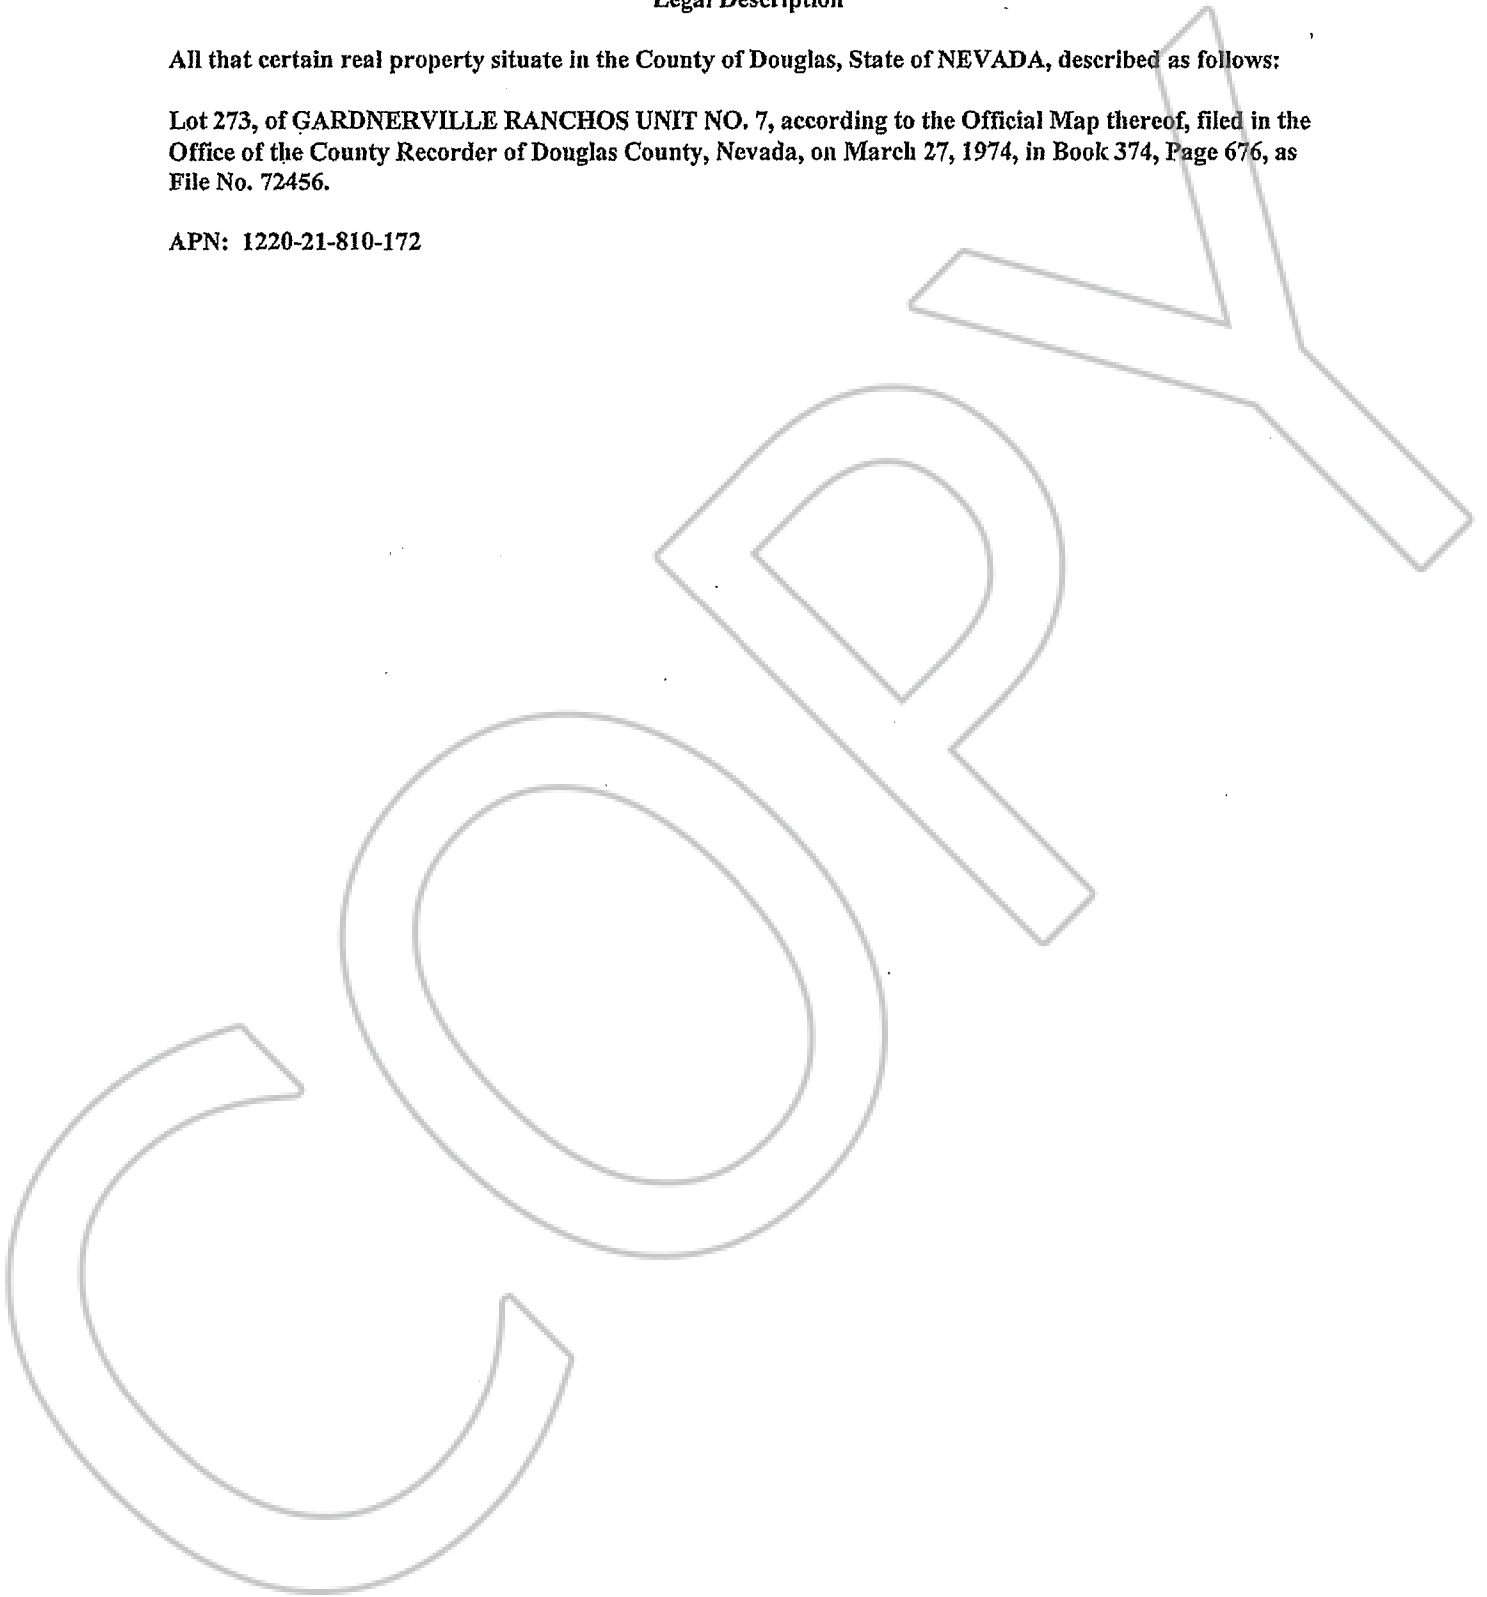 Legal Description
All that certain real property situate in the County of Douglas, State of NEVADA, described as follows:
Lot 273, of GARDNERVILLE RANCHOS UNIT NO. 7, according to the Official Map thereof, filed in the
Office of the County Recorder of Douglas County, Nevada, on March 27, 1974, in Book 374, Page 676, as
File No. 72456.
APN: 1220-21-810-172
COPY